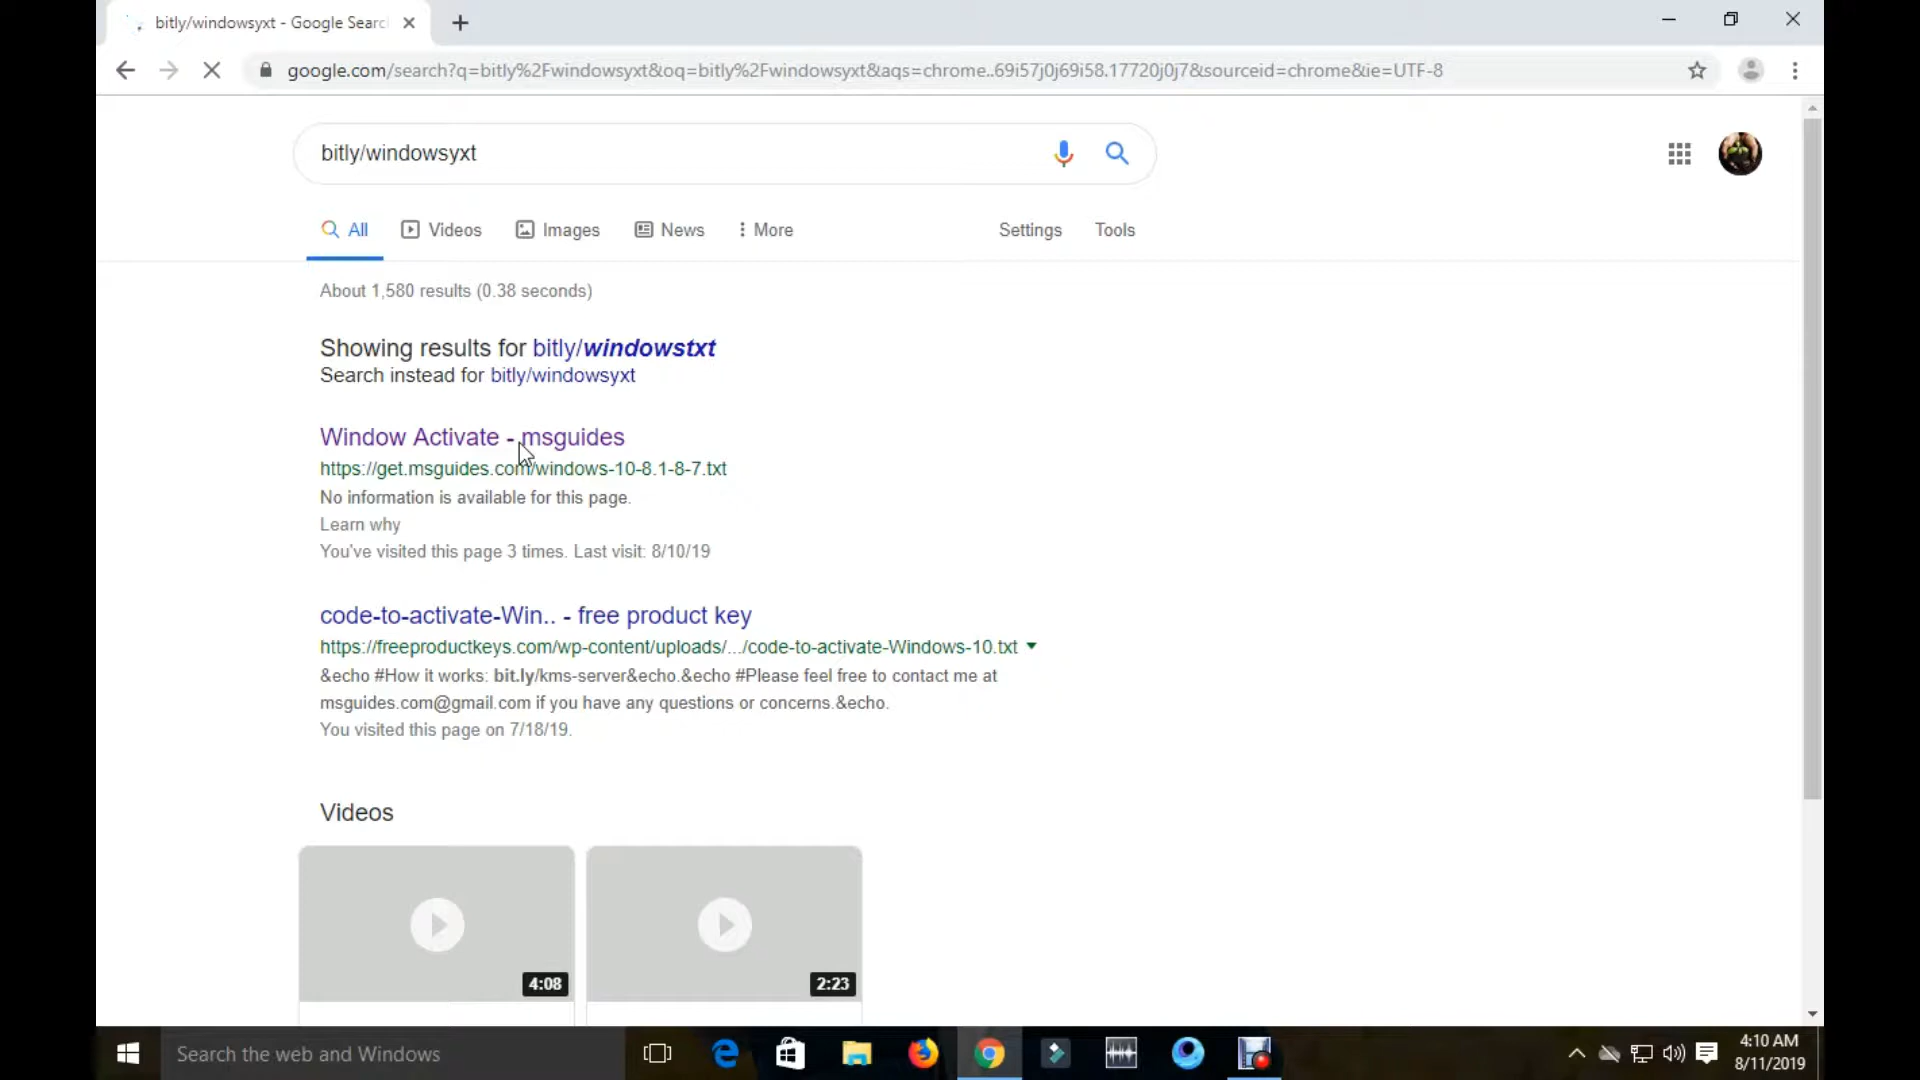 bitly/windowsyxt - Google Searc
google.com/search?q=bitly%2Fwindowsyxt&oq=bitly%2Fwindowsyxt&aqs=chrome..69i57j0j69i58.17720j0j7&sourceid=chrome&ie=UTF-8
bitly/windowsyxt
All Videos Images News More Settings Tools
About 1,580 results (0.38 seconds)
Showing results for bitly/windowstxt
Search instead for bitly/windowsyxt
Window Activate - msguides
https://get.msguides.com/windows-10-8.1-8-7.txt
No information is available for this page.
Learn why
You've visited this page 3 times. Last visit: 8/10/19
code-to-activate-Win.. - free product key
https://freeproductkeys.com/wp-content/uploads/.../code-to-activate-Windows-10.txt
&echo #How it works: bit.ly/kms-server&echo.&echo #Please feel free to contact me at
msguides.com@gmail.com if you have any questions or concerns.&echo.
You visited this page on 7/18/19.
Videos
4:08 2:23
Search the web and Windows
4:10 AM
8/11/2019